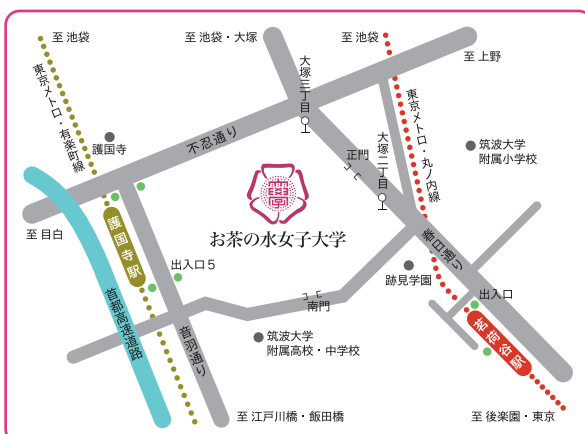 至 池袋
至 池袋・大塚
至 池袋
至 上野
東京メトロ・有楽町線
大塚三丁目
東京メトロ・丸ノ内線
護国寺
不忍通り
正門
大塚二丁目
筑波大学
附属小学校
お茶の水女子大学
至 目白
護国寺駅
出入口 5
春日通り
跡見学園
首都高速道路
南門
出入口
音羽通り
筑波大学
附属高校・中学校
茗荷谷駅
至 江戸川橋・飯田橋
至 後楽園・東京